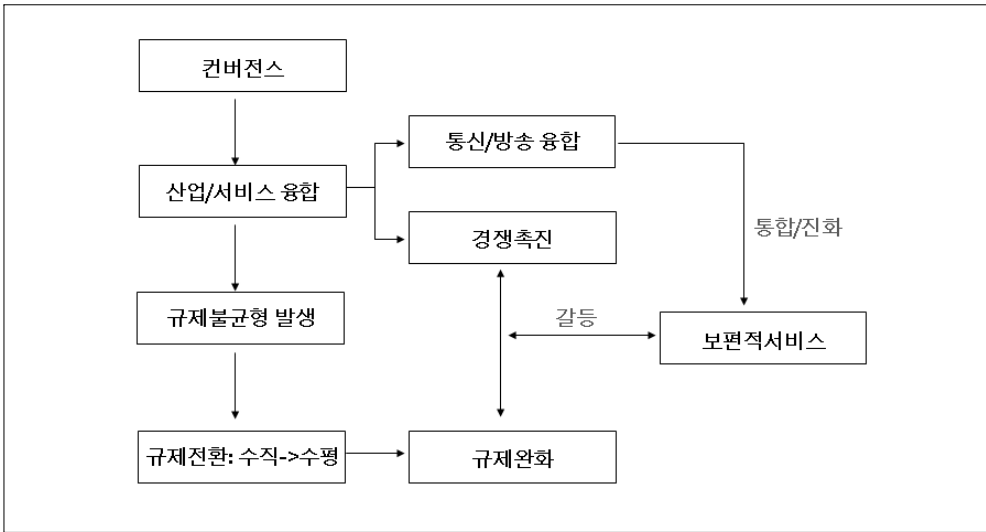 컨버전스
통신/방송 융합
산업/서비스 융합
경쟁촉진
통합/진화
규제불균형 발생
갈등
보편적서비스
규제전환: 수직->수평
규제완화